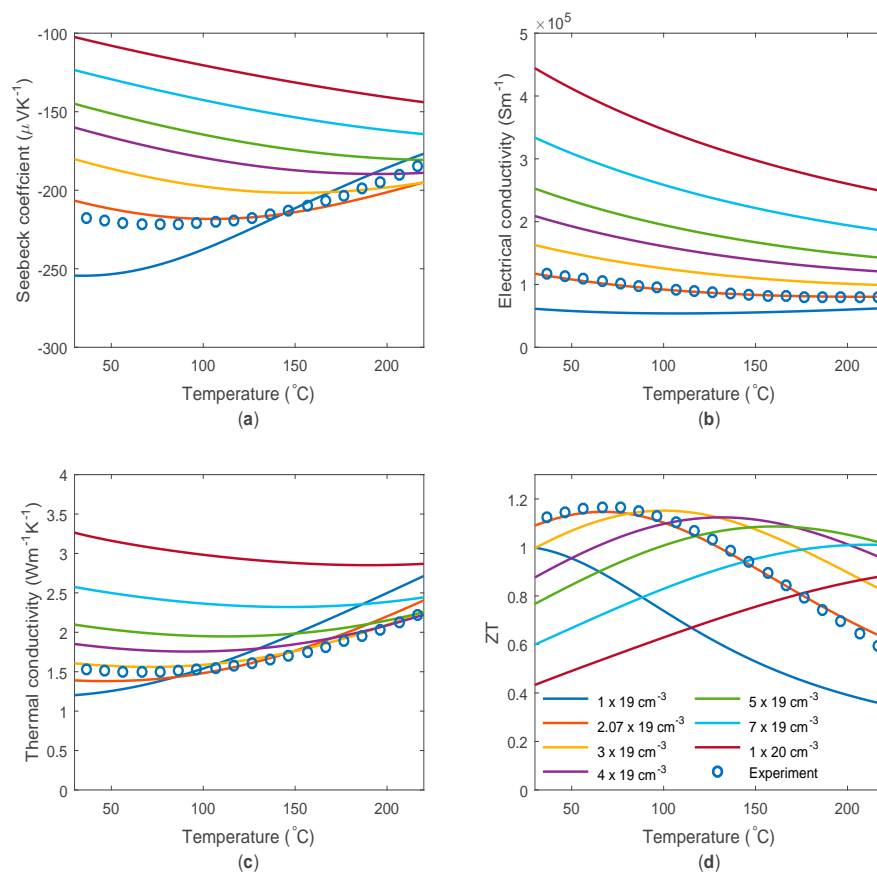 -100
-150
-200
-250
-300
50
100
150
200
Seebeck coeffcient (μVK⁻¹)
Temperature (°C)
(a)
× 10⁵
5
4
3
2
1
0
50
100
150
200
Electrical conductivity (Sm⁻¹)
Temperature (°C)
(b)
4
3.5
3
2.5
2
1.5
1
0.5
0
50
100
150
200
Thermal conductivity (Wm⁻¹K⁻¹)
Temperature (°C)
(c)
1.2
1
0.8
0.6
0.4
0.2
0
50
100
150
200
ZT
1 x 19 cm⁻³
2.07 x 19 cm⁻³
3 x 19 cm⁻³
4 x 19 cm⁻³
5 x 19 cm⁻³
7 x 19 cm⁻³
1 x 20 cm⁻³
Experiment
Temperature (°C)
(d)